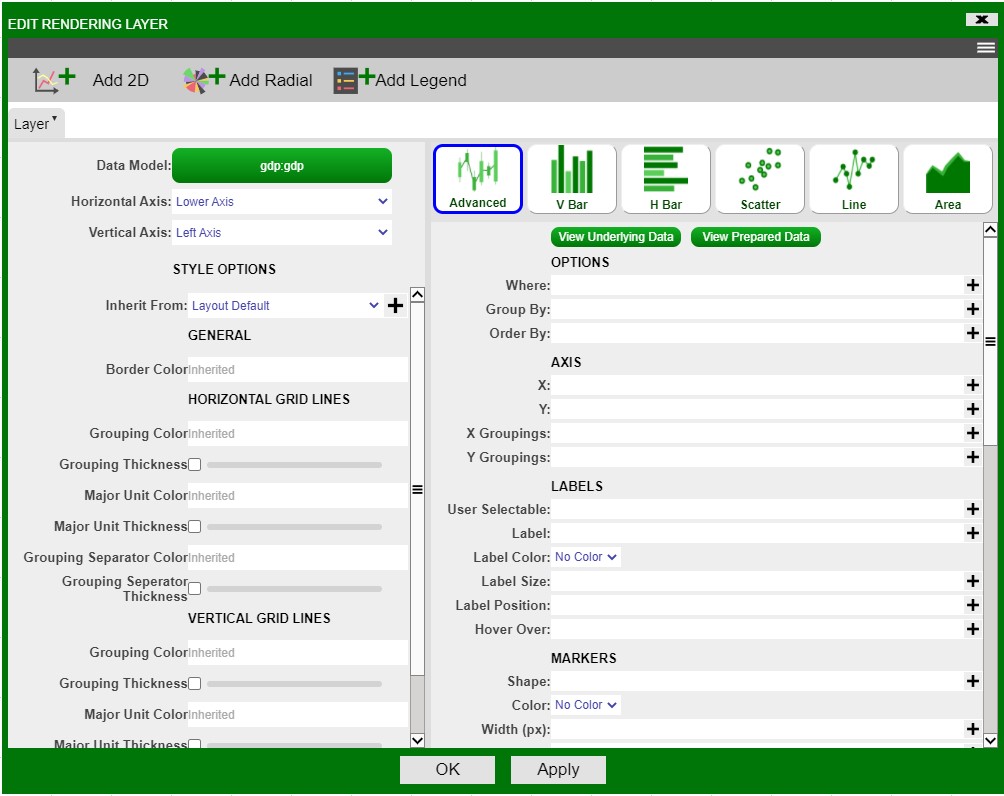 EDIT RENDERING LAYER
Add 2D
Add Radial
Add Legend
Layer
Data Model:
gdp:gdp
Horizontal Axis:
Lower Axis
Vertical Axis:
Left Axis
STYLE OPTIONS
Inherit From:
Layout Default
GENERAL
Border Color
Inherited
HORIZONTAL GRID LINES
Grouping Color
Inherited
Grouping Thickness
Major Unit Color
Inherited
Major Unit Thickness
Grouping Separator Color
Inherited
Grouping Seperator
Thickness
VERTICAL GRID LINES
Grouping Color
Inherited
Grouping Thickness
Major Unit Color
Inherited
Major Unit Thickness
Advanced
V Bar
H Bar
Scatter
Line
Area
View Underlying Data
View Prepared Data
OPTIONS
Where:
Group By:
Order By:
AXIS
X:
Y:
X Groupings:
Y Groupings:
LABELS
User Selectable:
Label:
Label Color:
No Color
Label Size:
Label Position:
Hover Over:
MARKERS
Shape:
Color:
No Color
Width (px):
OK
Apply